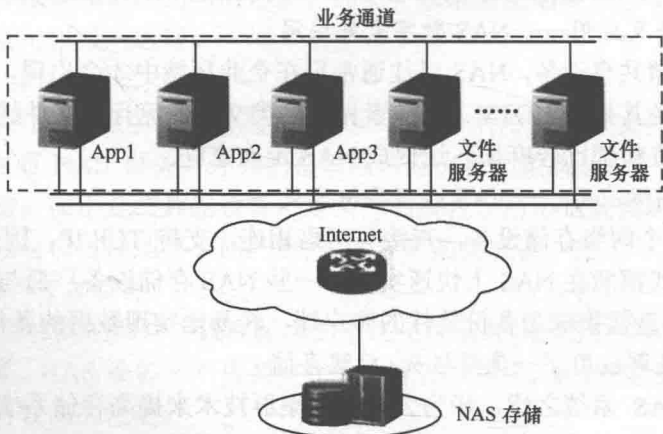 业务通道
App1
App2
App3
……
文件
服务器
文件
服务器
Internet
NAS 存储